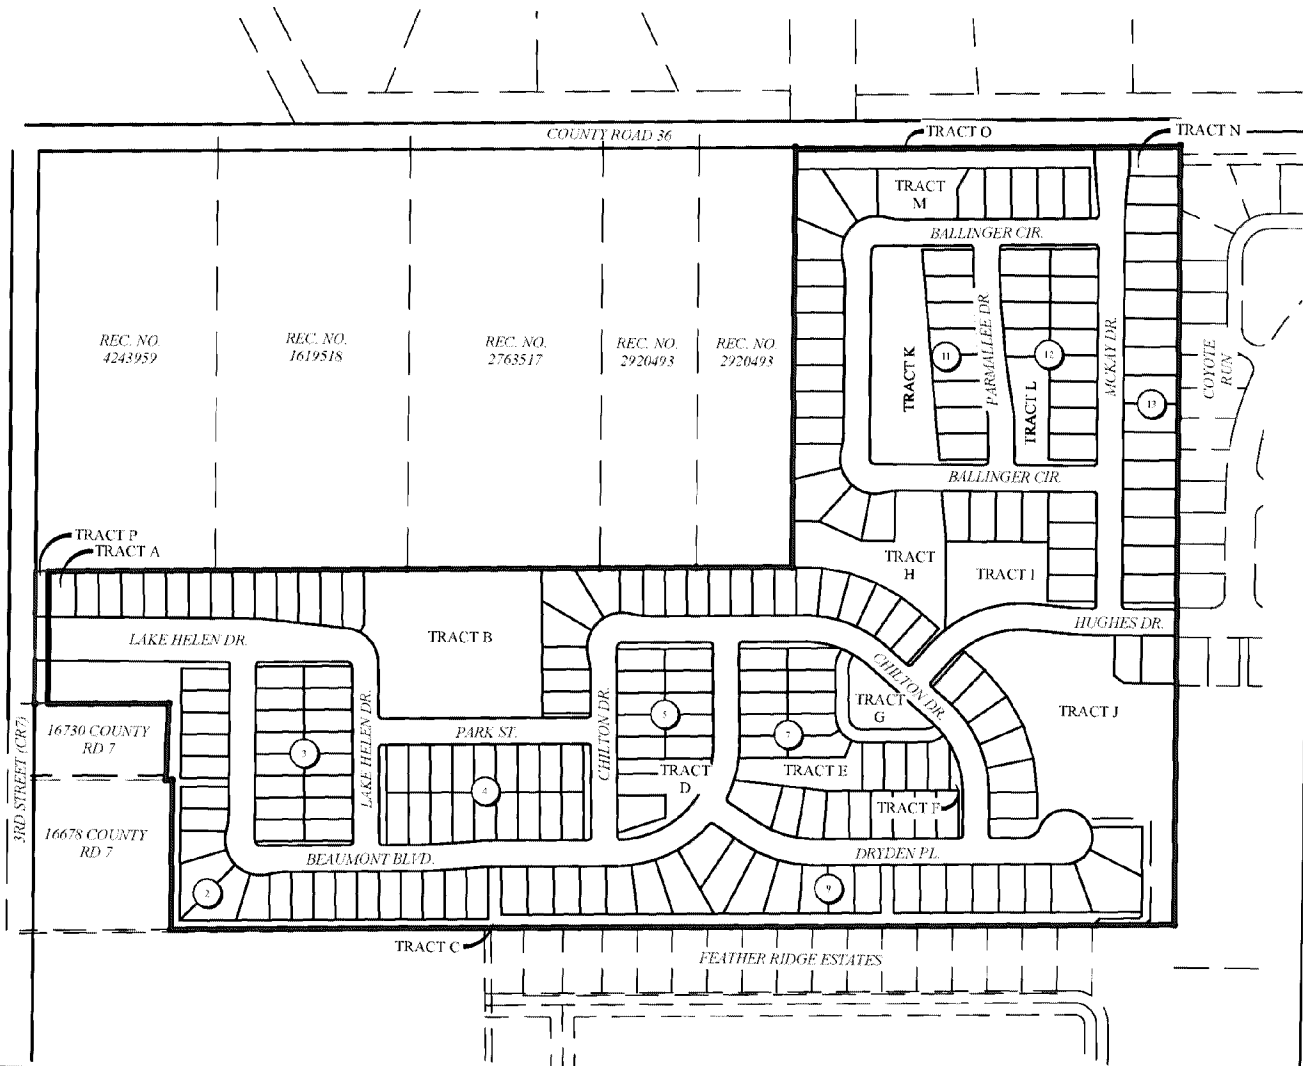 COUNTY ROAD 36
TRACT O
TRACT N
TRACT
M
BALLINGER CIR.
REC. NO.
4243959
REC. NO.
1619518
REC. NO.
2763517
REC. NO.
2920493
REC. NO.
2920493
TRACT K
11
PARMALLEE DR.
12
TRACT L
MCKAY DR.
13
COYOTE
RUN
BALLINGER CIR.
TRACT P
TRACT A
TRACT
H
TRACT I
LAKE HELEN DR.
TRACT B
HUGHES DR.
CHILTON DR.
TRACT
G
TRACT J
16730 COUNTY
RD 7
3
LAKE HELEN DR.
PARK ST.
4
CHILTON DR.
5
7
TRACT
D
TRACT E
TRACT F
3RD STREET (CR7)
16678 COUNTY
RD 7
BEAUMONT BLVD.
DRYDEN PL.
2
9
TRACT C
FEATHER RIDGE ESTATES